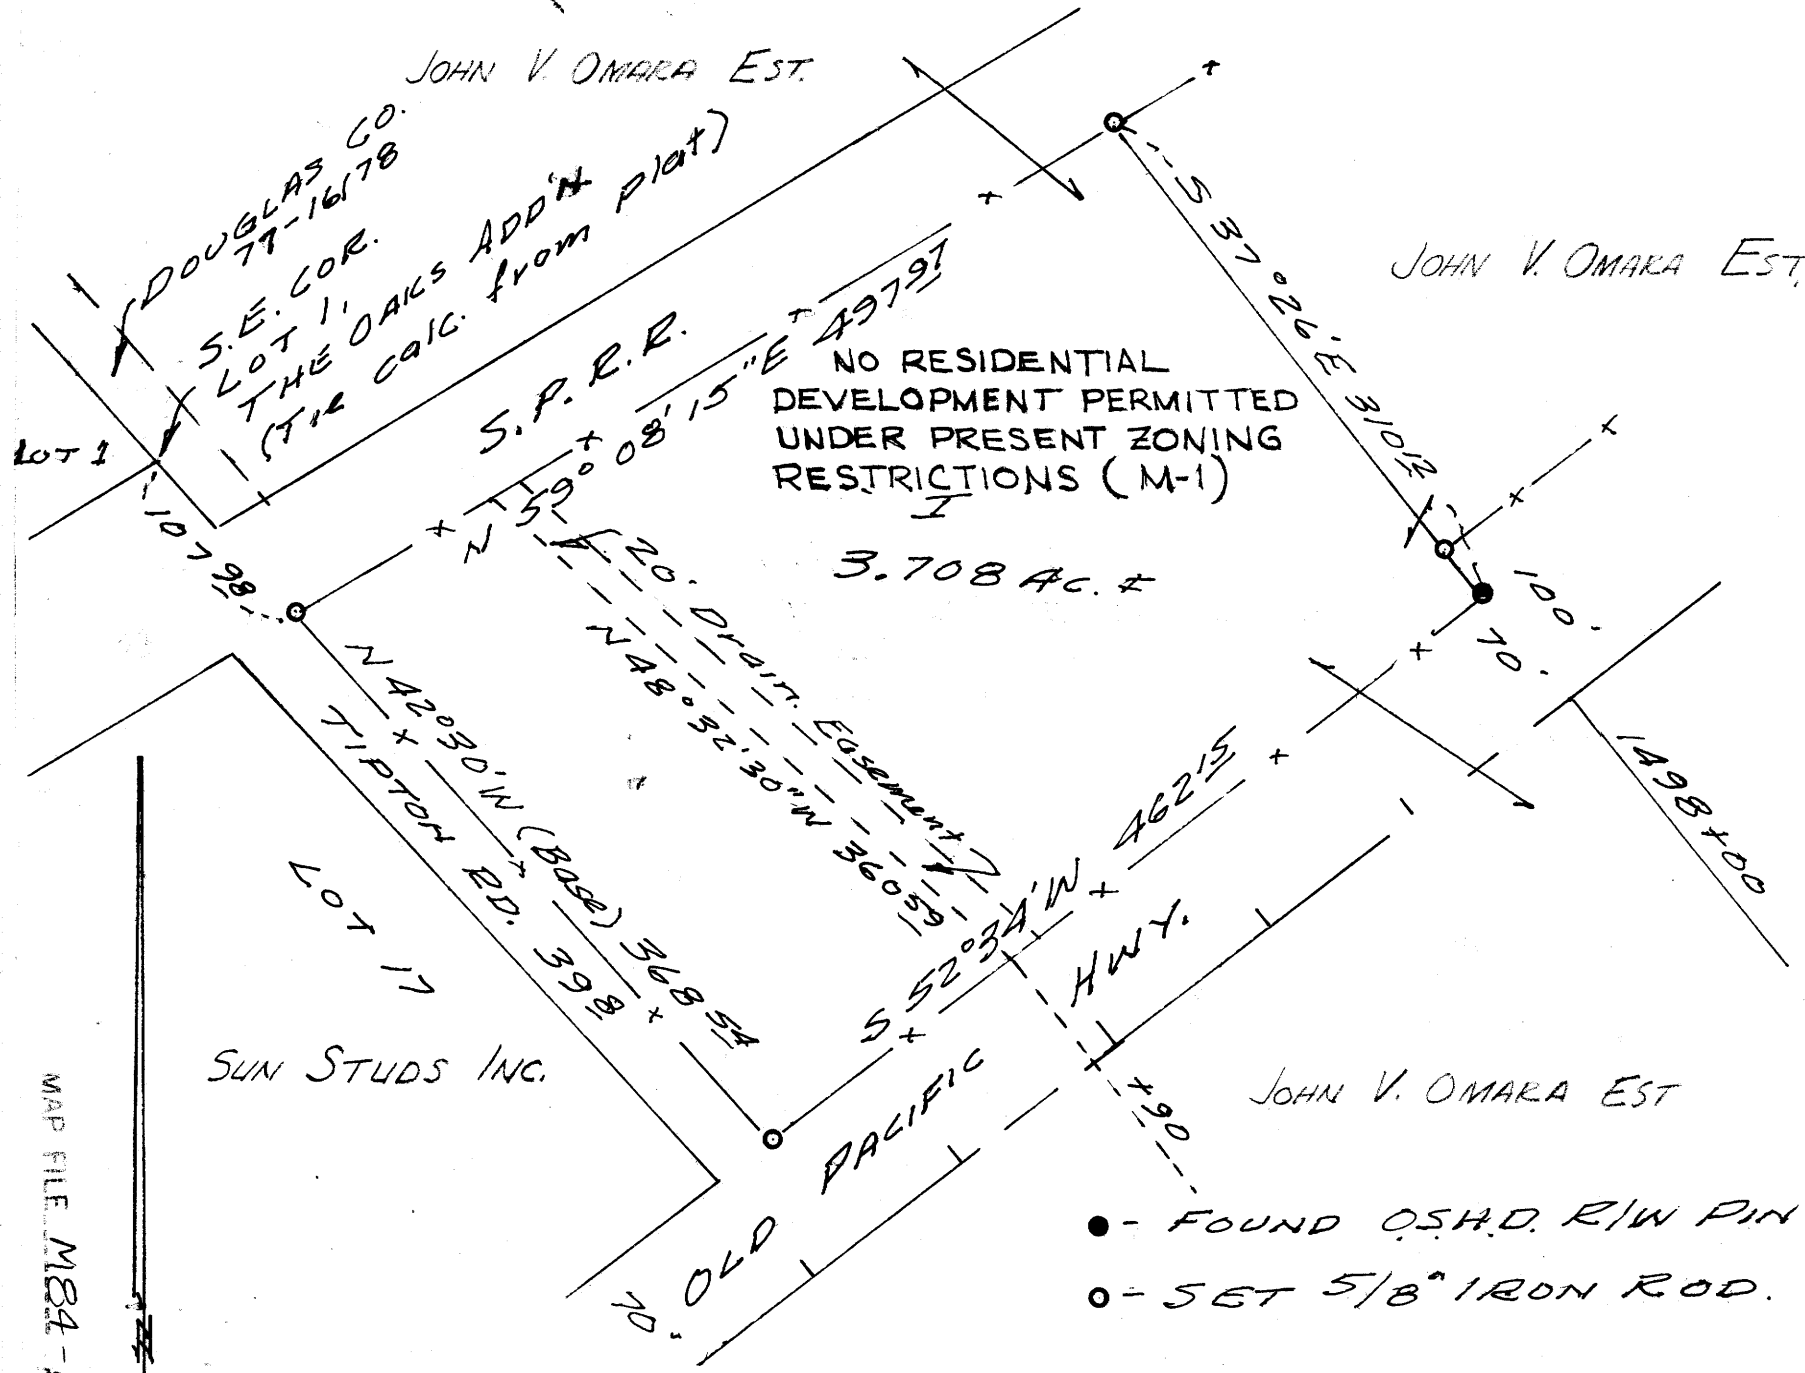 JOHN V. OMARA EST.
DOUGLAS CO.
77-16178
S.E. COR.
LOT 1,
THE OAKS ADD'N
(Tie calc. from plat)
LOT 1
107 98
S.P.R.R.
N 59° 08' 15"E 497 97
NO RESIDENTIAL
DEVELOPMENT PERMITTED
UNDER PRESENT ZONING
RESTRICTIONS (M-1)
I
3.708 Ac. ±
S 37°26'E 310 12
JOHN V. OMARA EST.
100'
70'
1498+00
20' Drain. Easement
N 48°32'30"W 360 59
N 42°30'W (Base) 368 54
TIPTON RD. 39 8
LOT 17
SUN STUDS INC.
S 52°34'W 462 15
OLD PACIFIC HWY.
70'
+90
JOHN V. OMARA EST
● - FOUND O.S.H.D. R/W PIN
○ - SET 5/8" IRON ROD.
N
MAP FILE M84-